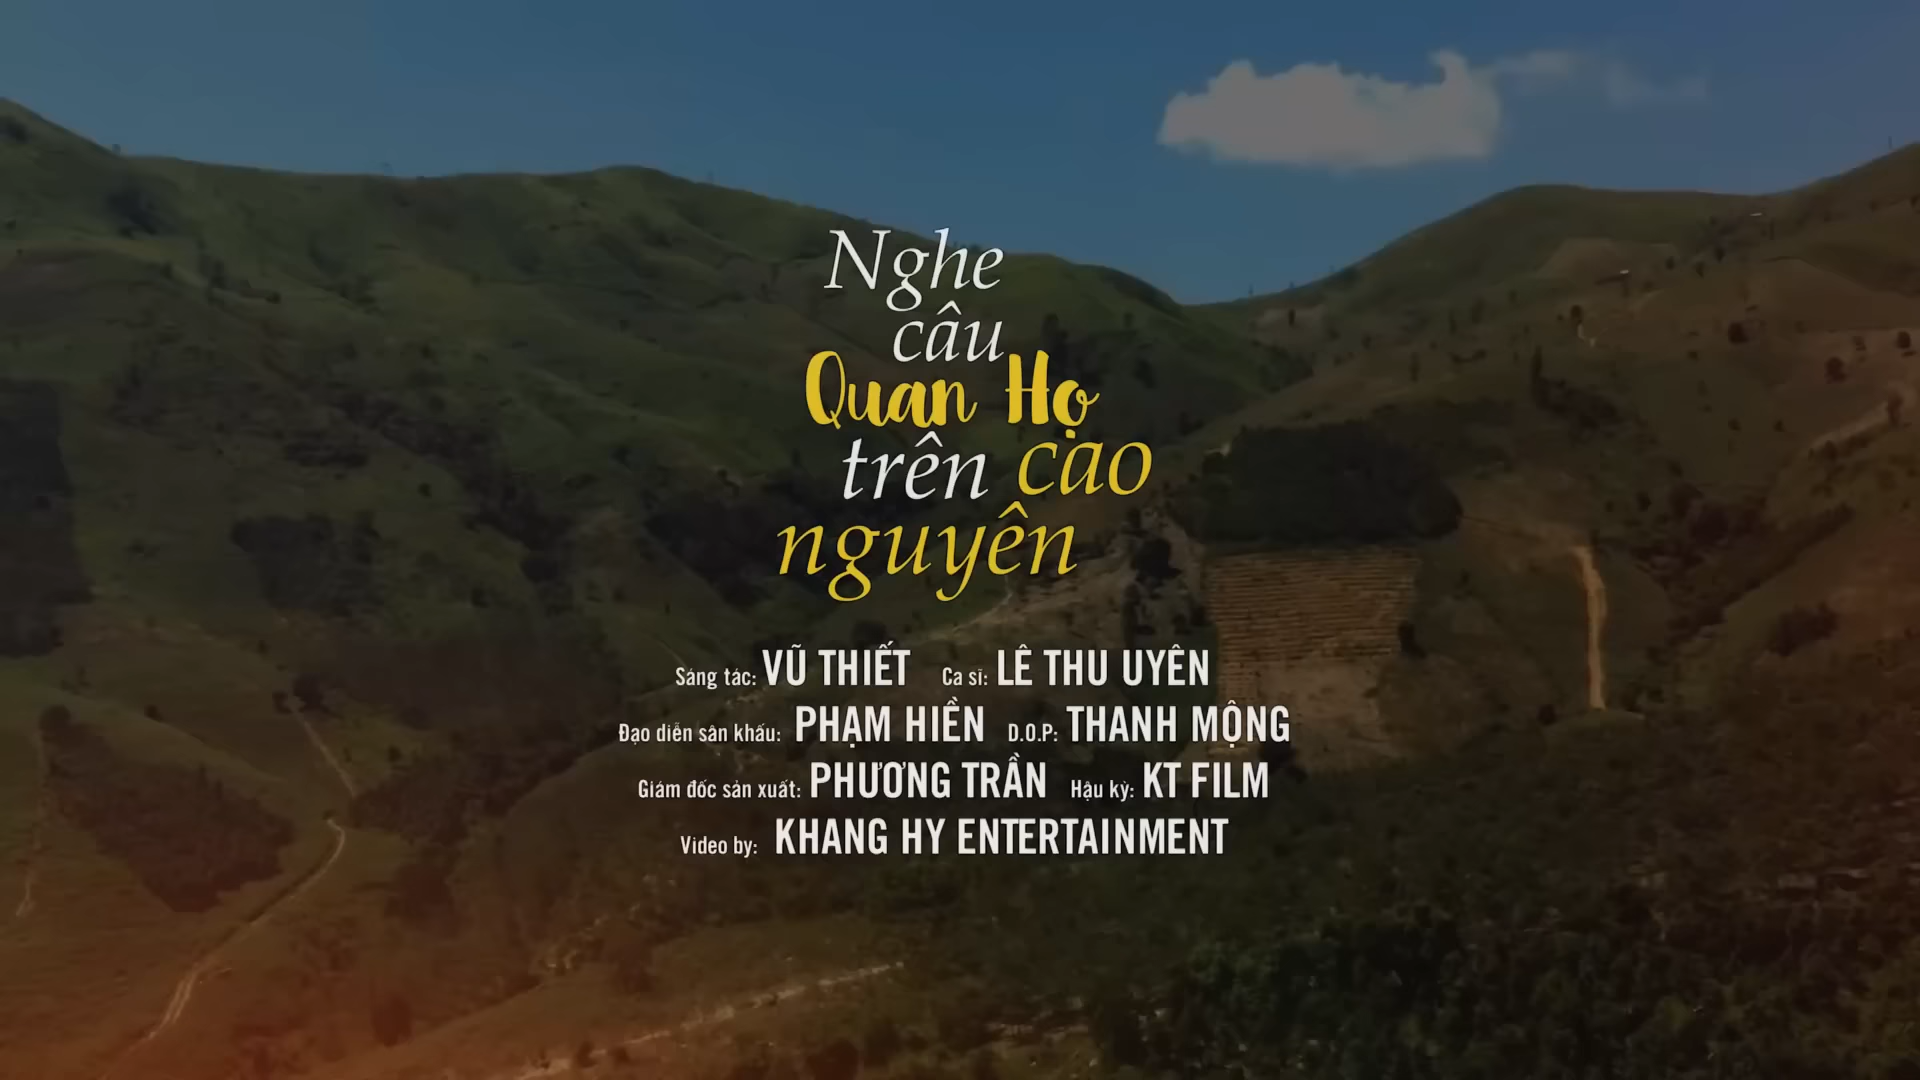 Nghe
câu
Quan Họ
trên cao
nguyên
Sáng tác: VŨ THIẾT Ca sĩ: LÊ THU UYÊN
Đạo diễn sân khấu: PHẠM HIỀN D.O.P: THANH MỘNG
Giám đốc sản xuất: PHƯƠNG TRẦN Hậu kỳ: KT FILM
Video by: KHANG HY ENTERTAINMENT